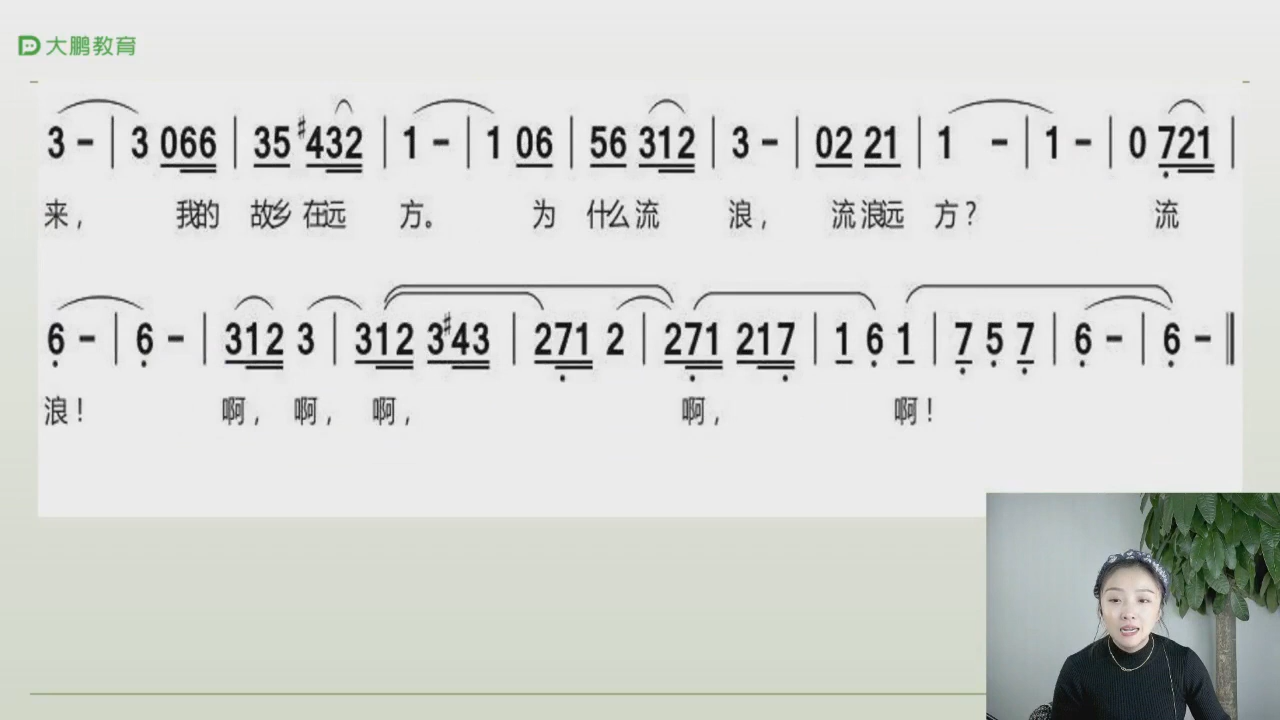 大鹏教育
3 - | 3 066 | 35 #432 | 1 - | 1 06 | 56 312 | 3 - | 02 21 | 1 - | 1 - | 0 721 |
来， 我的 故乡 在远 方。 为 什么 流 浪， 流 浪远 方？ 流
6 - | 6 - | 312 3 | 312 3#43 | 271 2 | 271 217 | 1 6 1 | 7 5 7 | 6 - | 6 - ‖
浪！ 啊， 啊， 啊， 啊， 啊！